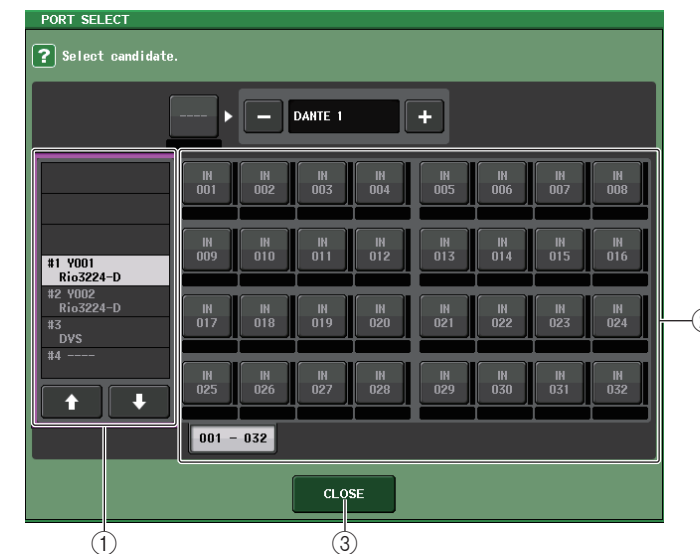 PORT SELECT
? Select candidate.
---- − DANTE 1 +
#1 Y001
Rio3224-D
#2 Y002
Rio3224-D
#3
DVS
#4 ----
IN 001 IN 002 IN 003 IN 004 IN 005 IN 006 IN 007 IN 008
IN 009 IN 010 IN 011 IN 012 IN 013 IN 014 IN 015 IN 016
IN 017 IN 018 IN 019 IN 020 IN 021 IN 022 IN 023 IN 024
IN 025 IN 026 IN 027 IN 028 IN 029 IN 030 IN 031 IN 032
001 - 032
CLOSE
① ③